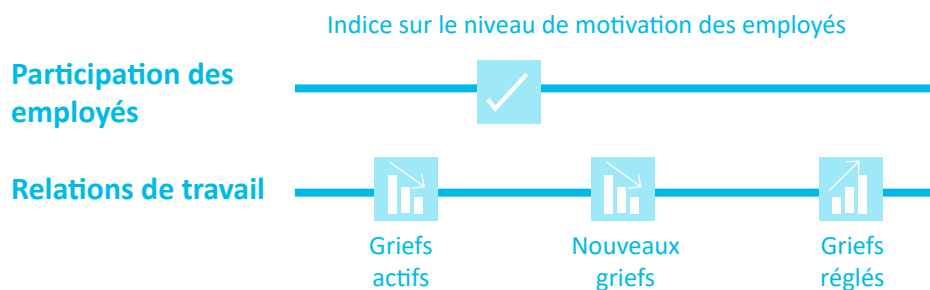 Indice sur le niveau de motivation des employés
Participation des
employés
Relations de travail
Griefs
actifs
Nouveaux
griefs
Griefs
réglés